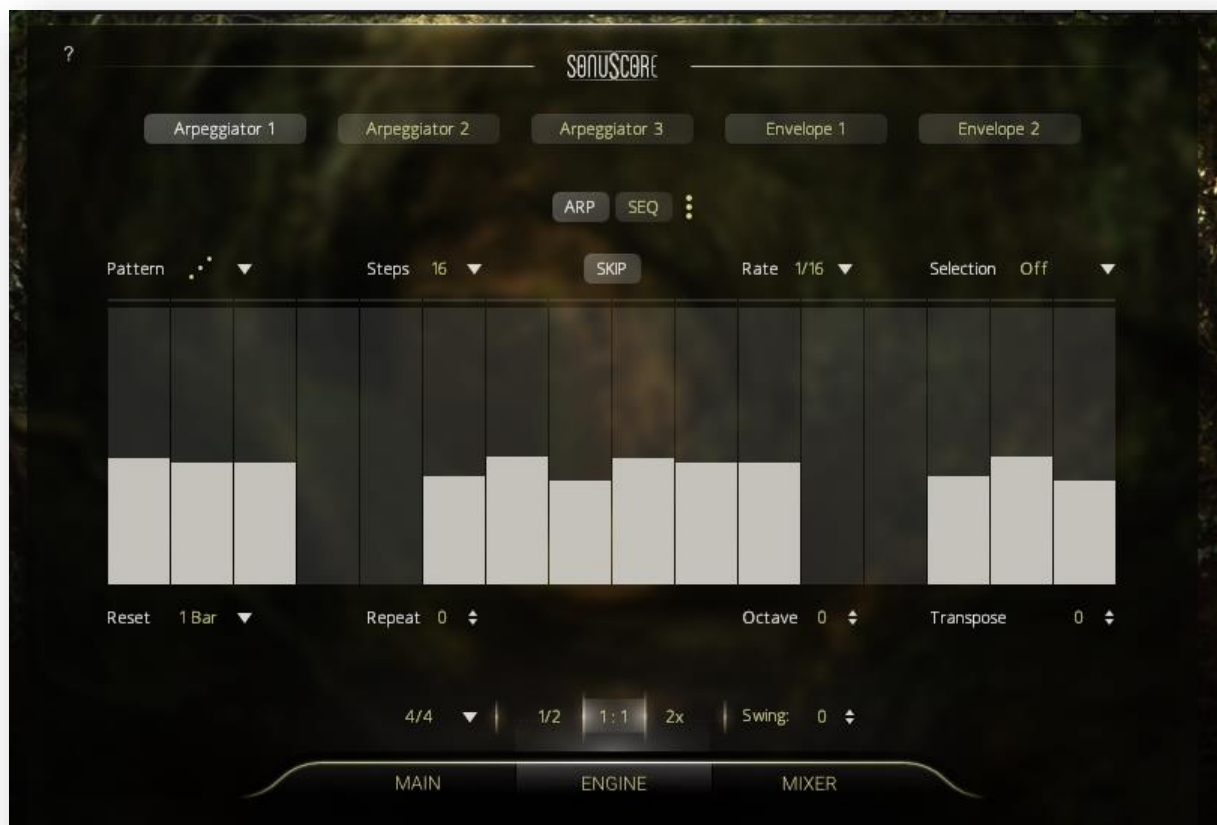 ?
SONUSCORE
Arpeggiator 1 Arpeggiator 2 Arpeggiator 3 Envelope 1 Envelope 2
ARP SEQ
Pattern Steps 16 SKIP Rate 1/16 Selection Off
Reset 1 Bar Repeat 0 Octave 0 Transpose 0
4/4 1/2 1:1 2x Swing: 0
MAIN ENGINE MIXER